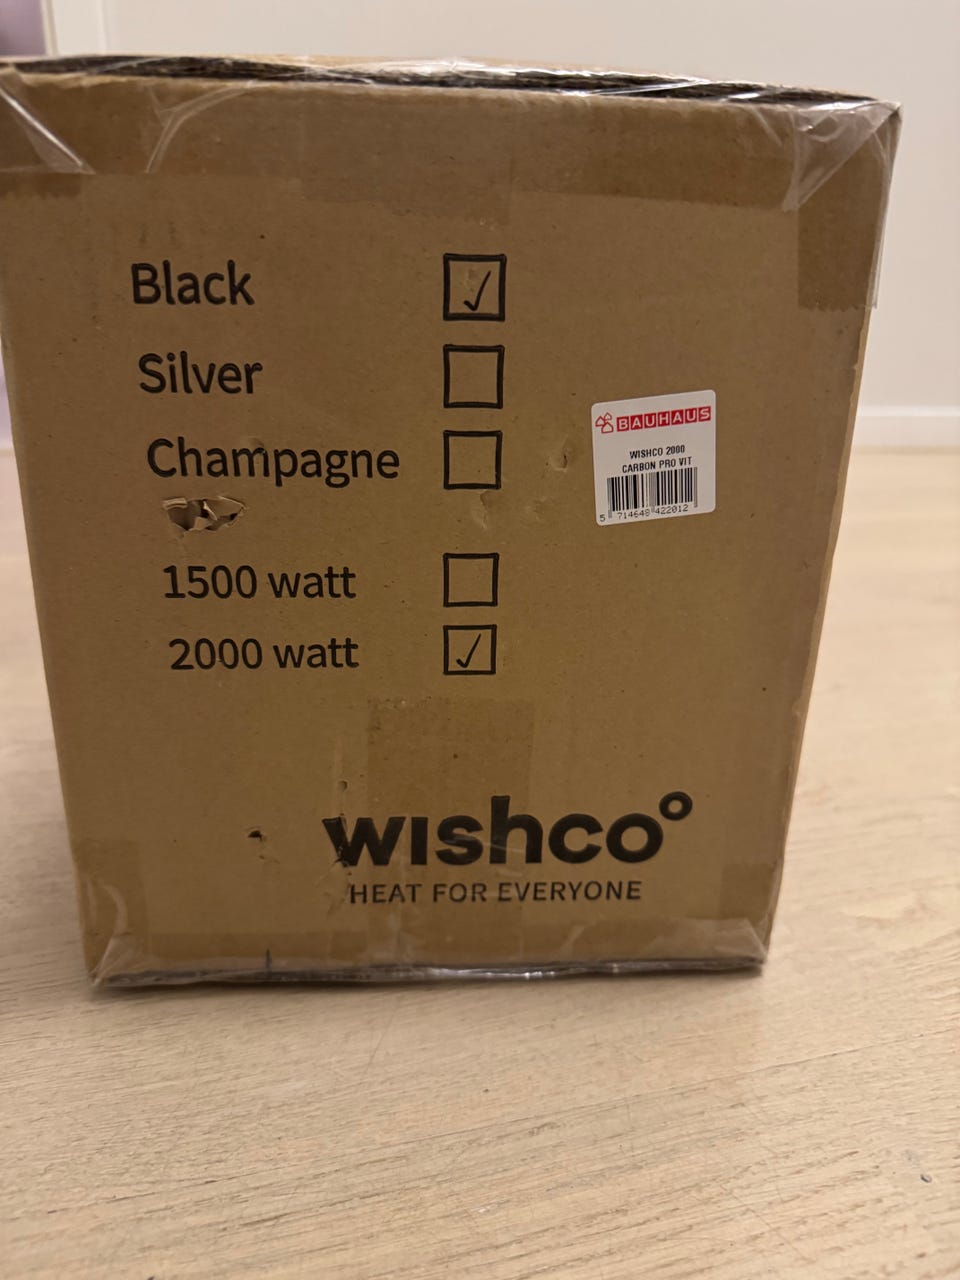 Black
Silver
Champagne
1500 watt
2000 watt
BAUHAUS
WISHCO 2000
CARBON PRO VIT
5 714648 422012
wishco°
HEAT FOR EVERYONE